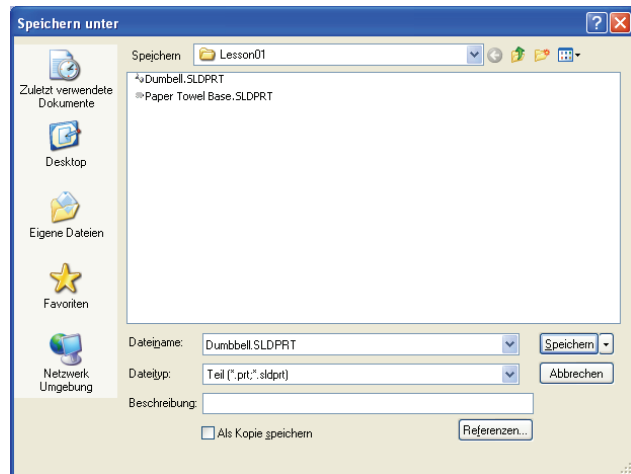 Speichern unter
Speichern
Lesson01
Dumbell.SLDPRT
Paper Towel Base.SLDPRT
Zuletzt verwendete
Dokumente
Desktop
Eigene Dateien
Favoriten
Netzwerk
Umgebung
Dateiname:
Dumbbell.SLDPRT
Speichern
Dateityp:
Teil (*.prt;*.sldprt)
Abbrechen
Beschreibung:
Als Kopie speichern
Referenzen...